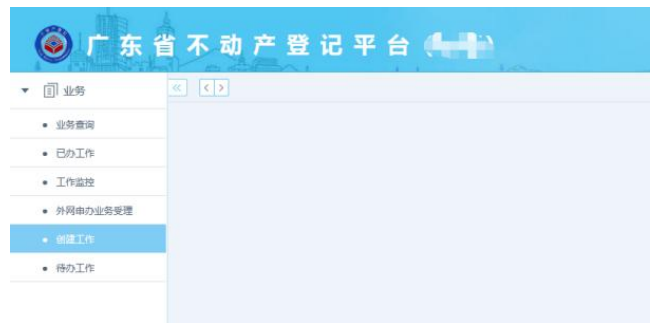 广东省不动产登记平台
业务
业务查询
已办工作
工作监控
外网申办业务受理
创建工作
待办工作